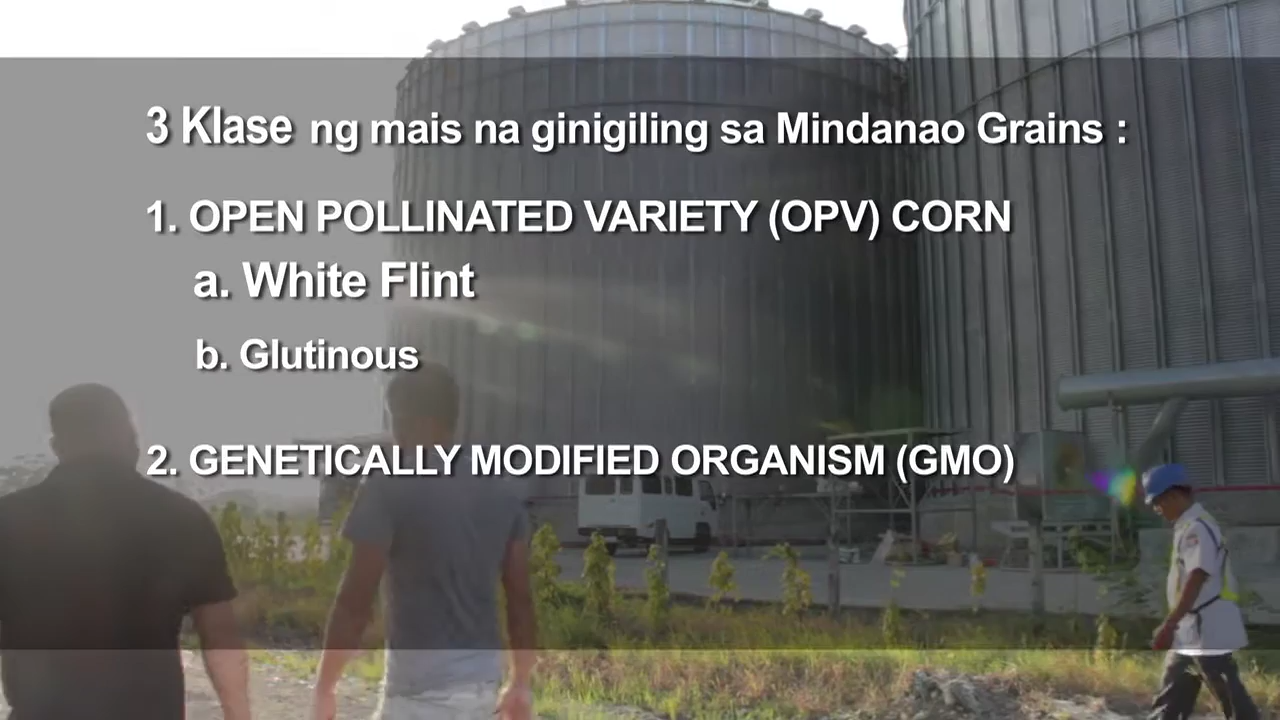 3 Klase ng mais na ginigiling sa Mindanao Grains :
1. OPEN POLLINATED VARIETY (OPV) CORN
a. White Flint
b. Glutinous
2. GENETICALLY MODIFIED ORGANISM (GMO)